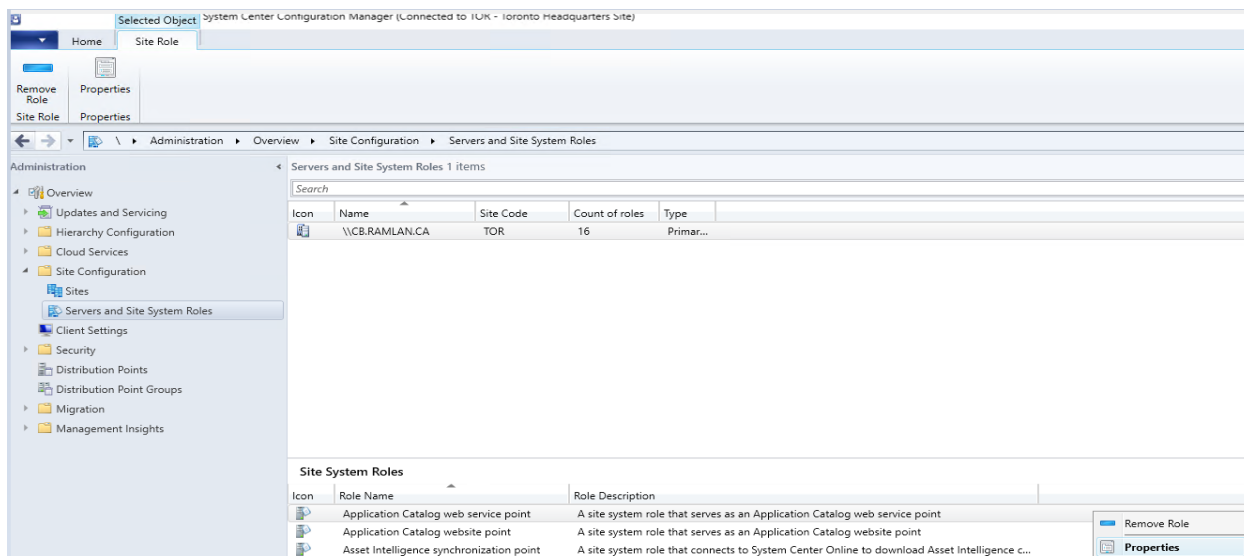 Selected Object System Center Configuration Manager (Connected to TOR - Toronto Headquarters Site)
Home Site Role
Remove Role Properties
Site Role Properties
\ Administration Overview Site Configuration Servers and Site System Roles
Administration
Overview
Updates and Servicing
Hierarchy Configuration
Cloud Services
Site Configuration
Sites
Servers and Site System Roles
Client Settings
Security
Distribution Points
Distribution Point Groups
Migration
Management Insights
Servers and Site System Roles 1 items
Search
Icon Name Site Code Count of roles Type
\\CB.RAMLAN.CA TOR 16 Primar...
Site System Roles
Icon Role Name Role Description
Application Catalog web service point A site system role that serves as an Application Catalog web service point
Application Catalog website point A site system role that serves as an Application Catalog website point
Asset Intelligence synchronization point A site system role that connects to System Center Online to download Asset Intelligence c...
Remove Role
Properties